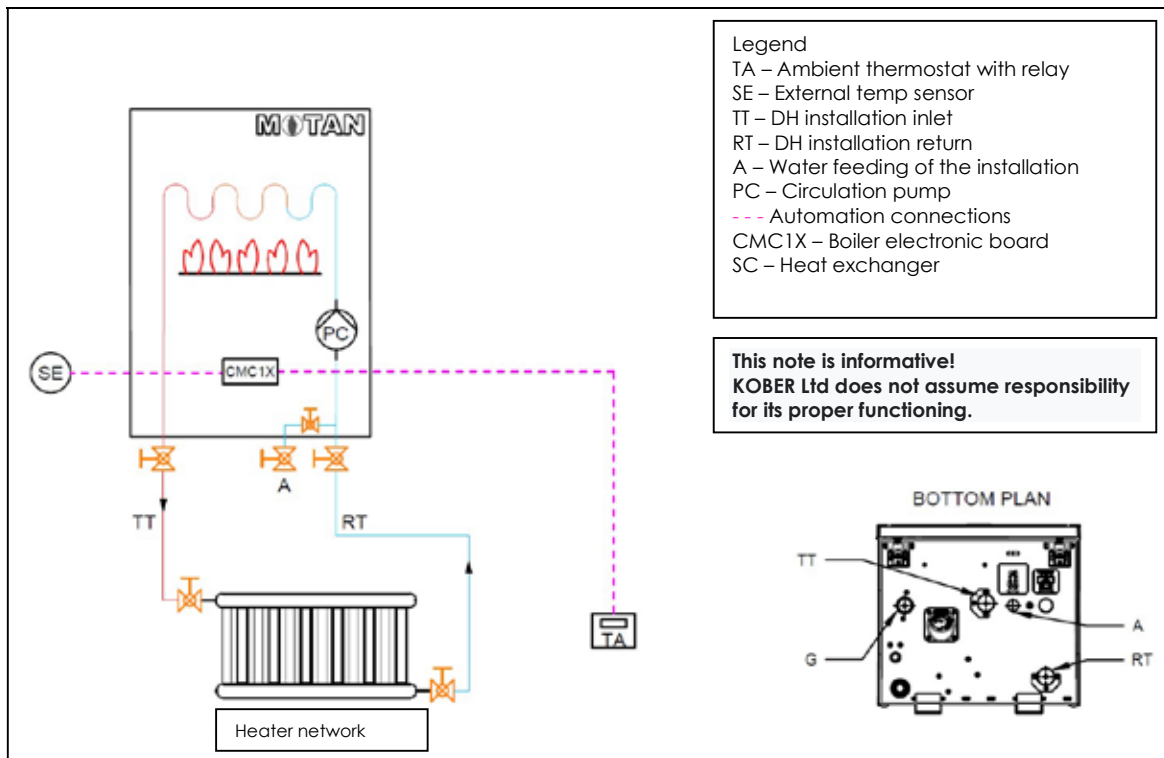 MOTAN
PC
SE
CMC1X
A
TT
RT
TA
Heater network
Legend
TA – Ambient thermostat with relay
SE – External temp sensor
TT – DH installation inlet
RT – DH installation return
A – Water feeding of the installation
PC – Circulation pump
- - - Automation connections
CMC1X – Boiler electronic board
SC – Heat exchanger
This note is informative!
KOBER Ltd does not assume responsibility
for its proper functioning.
BOTTOM PLAN
TT
A
G
RT